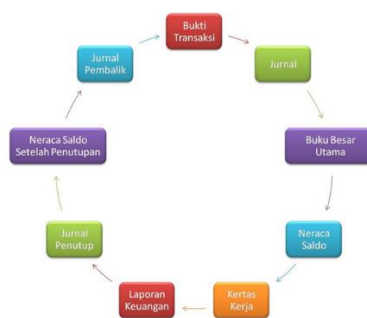 Bukti
Transaksi
Jurnal
Buku Besar
Utama
Neraca
Saldo
Kertas
Kerja
Laporan
Keuangan
Jurnal
Penutup
Neraca Saldo
Setelah Penutupan
Jurnal
Pembalik